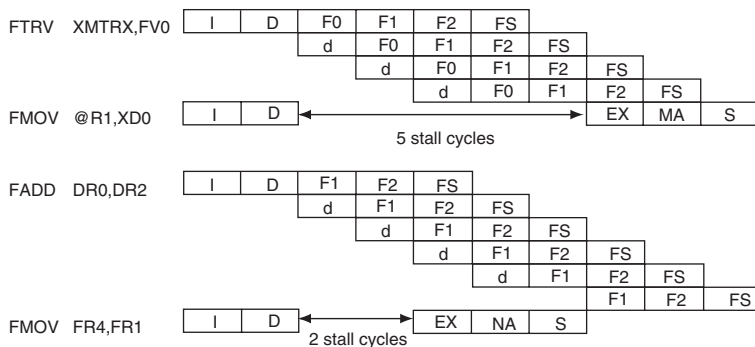 FTRV XMTRX,FV0 I D F0 F1 F2 FS
d F0 F1 F2 FS
d F0 F1 F2 FS
d F0 F1 F2 FS
FMOV @R1,XD0 I D EX MA S
5 stall cycles
FADD DR0,DR2 I D F1 F2 FS
d F1 F2 FS
d F1 F2 FS
d F1 F2 FS
d F1 F2 FS
F1 F2 FS
FMOV FR4,FR1 I D EX NA S
2 stall cycles